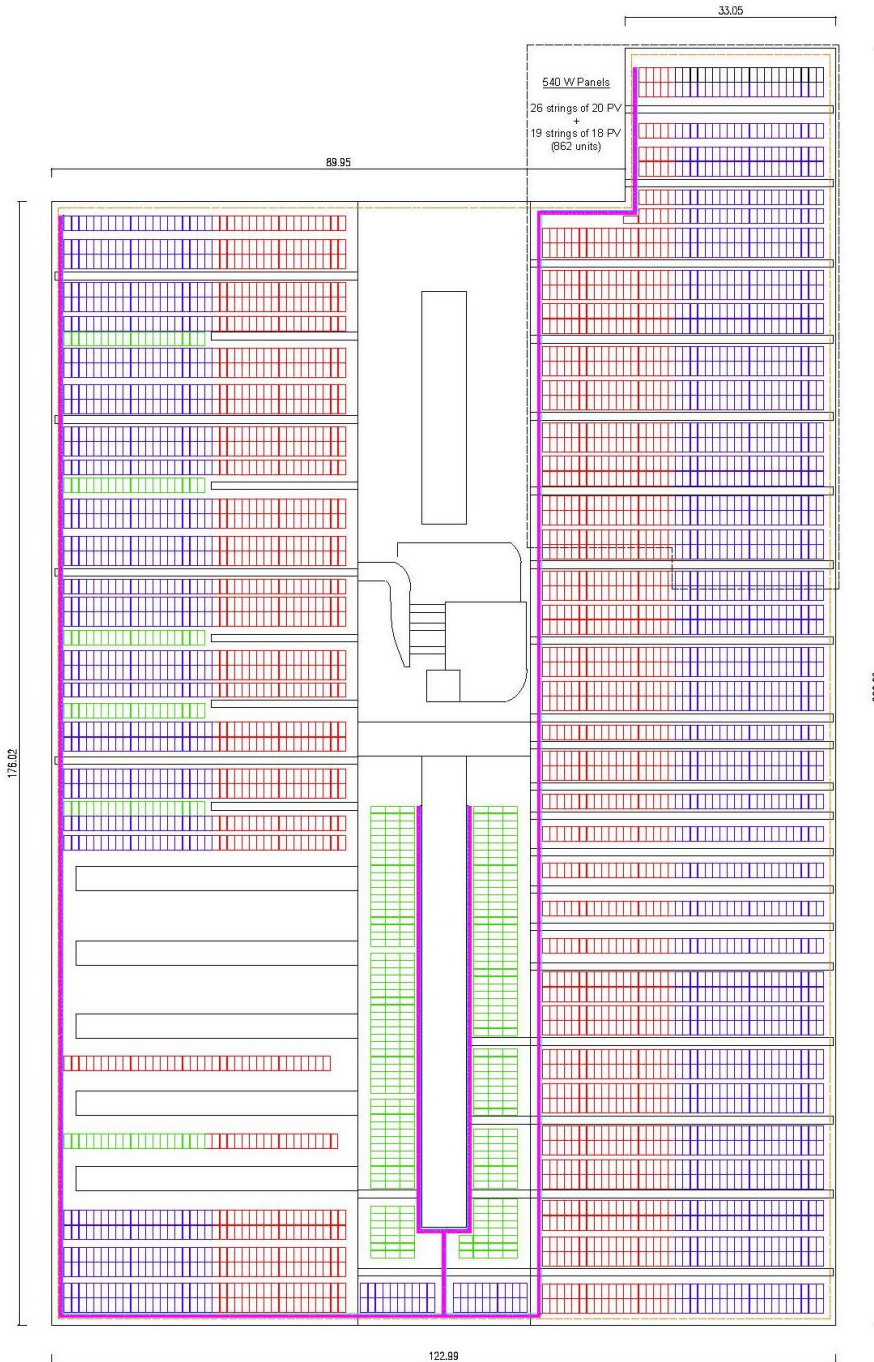 33.05
540 W Panels
26 strings of 20 PV
+
19 strings of 18 PV
(862 units)
89.95
176.02
122.99